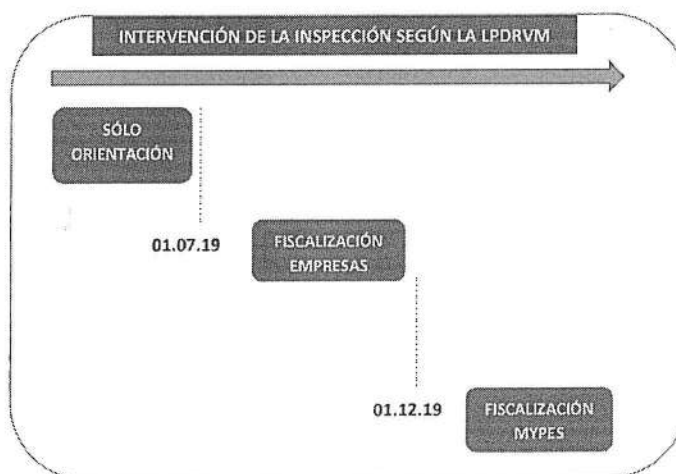 INTERVENCIÓN DE LA INSPECCIÓN SEGÚN LA LPDRVM
SÓLO
ORIENTACIÓN
01.07.19
FISCALIZACIÓN
EMPRESAS
01.12.19
FISCALIZACIÓN
MYPES